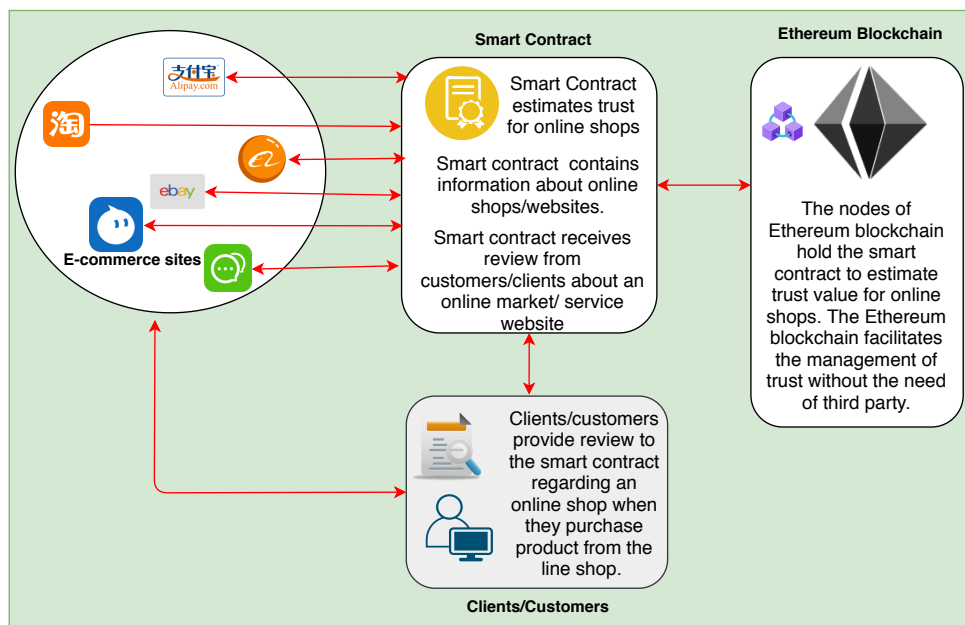 Smart Contract
Ethereum Blockchain
支付宝
Alipay.com
淘
ebay
E-commerce sites
Smart Contract
estimates trust
for online shops
Smart contract contains
information about online
shops/websites.
Smart contract receives
review from
customers/clients about an
online market/ service
website
The nodes of
Ethereum blockchain
hold the smart
contract to estimate
trust value for online
shops. The Ethereum
blockchain facilitates
the management of
trust without the need
of third party.
Clients/customers
provide review to
the smart contract
regarding an
online shop when
they purchase
product from the
line shop.
Clients/Customers